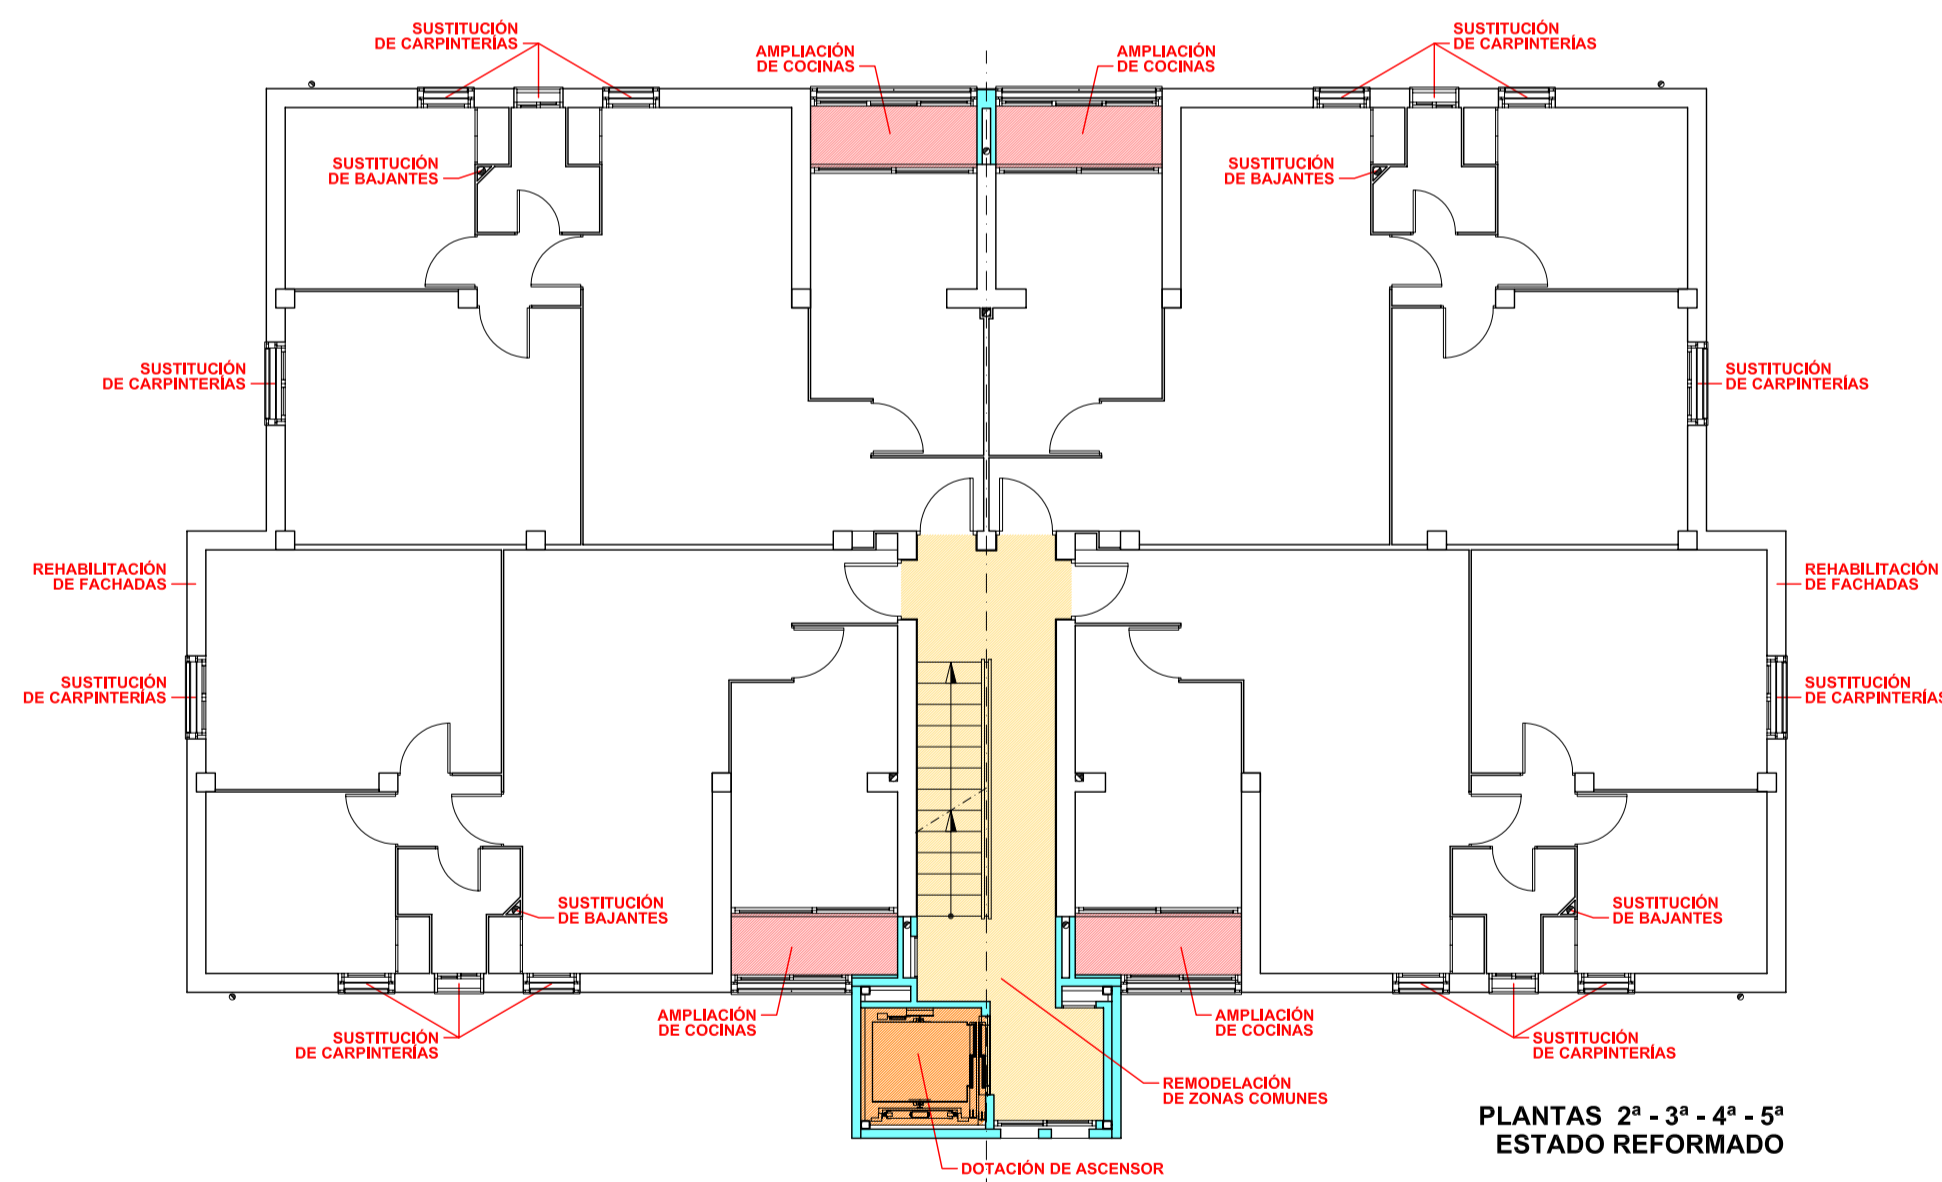 SUSTITUCIÓN
DE CARPINTERÍAS
AMPLIACIÓN
DE COCINAS
AMPLIACIÓN
DE COCINAS
SUSTITUCIÓN
DE CARPINTERÍAS
SUSTITUCIÓN
DE BAJANTES
SUSTITUCIÓN
DE BAJANTES
SUSTITUCIÓN
DE CARPINTERÍAS
SUSTITUCIÓN
DE CARPINTERÍAS
REHABILITACIÓN
DE FACHADAS
REHABILITACIÓN
DE FACHADAS
SUSTITUCIÓN
DE CARPINTERÍAS
SUSTITUCIÓN
DE CARPINTERÍAS
SUSTITUCIÓN
DE BAJANTES
SUSTITUCIÓN
DE BAJANTES
SUSTITUCIÓN
DE CARPINTERÍAS
AMPLIACIÓN
DE COCINAS
AMPLIACIÓN
DE COCINAS
SUSTITUCIÓN
DE CARPINTERÍAS
REMODELACIÓN
DE ZONAS COMUNES
DOTACIÓN DE ASCENSOR
PLANTAS 2ª - 3ª - 4ª - 5ª
ESTADO REFORMADO